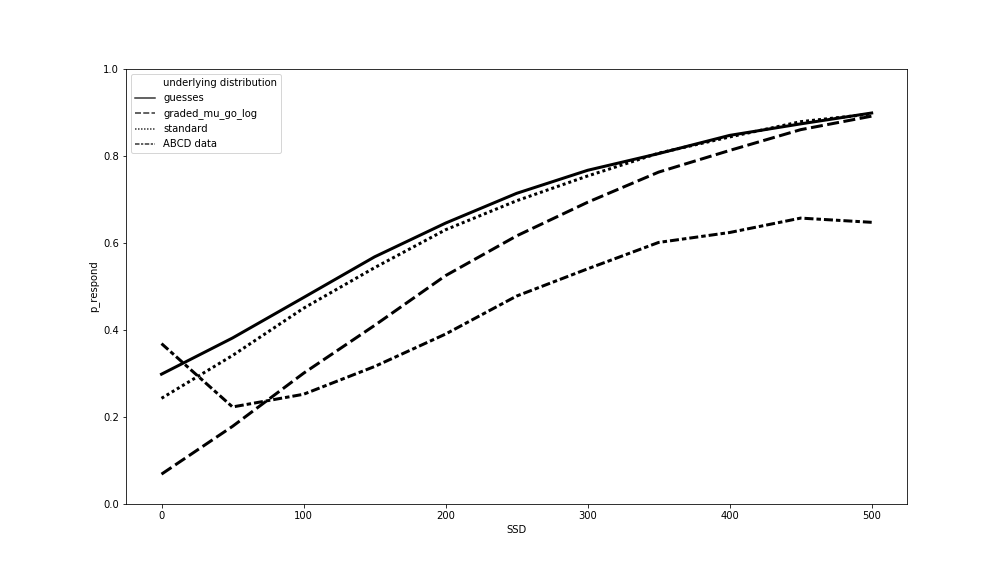 1.0
underlying distribution
guesses
graded_mu_go_log
standard
ABCD data
0.8
0.6
p_respond
0.4
0.2
0.0
0 100 200 300 400 500
SSD